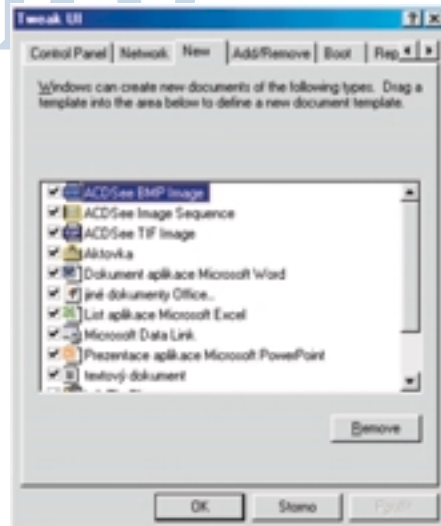 Tweak UI
Control Panel Network New Add/Remove Boot Rep
Windows can create new documents of the following types. Drag a
template into the area below to define a new document template.
ACDSee BMP Image
ACDSee Image Sequence
ACDSee TIF Image
Aktovka
Dokument aplikace Microsoft Word
jiné dokumenty Office...
List aplikace Microsoft Excel
Microsoft Data Link
Prezentace aplikace Microsoft PowerPoint
textový dokument
Remove
OK Storno